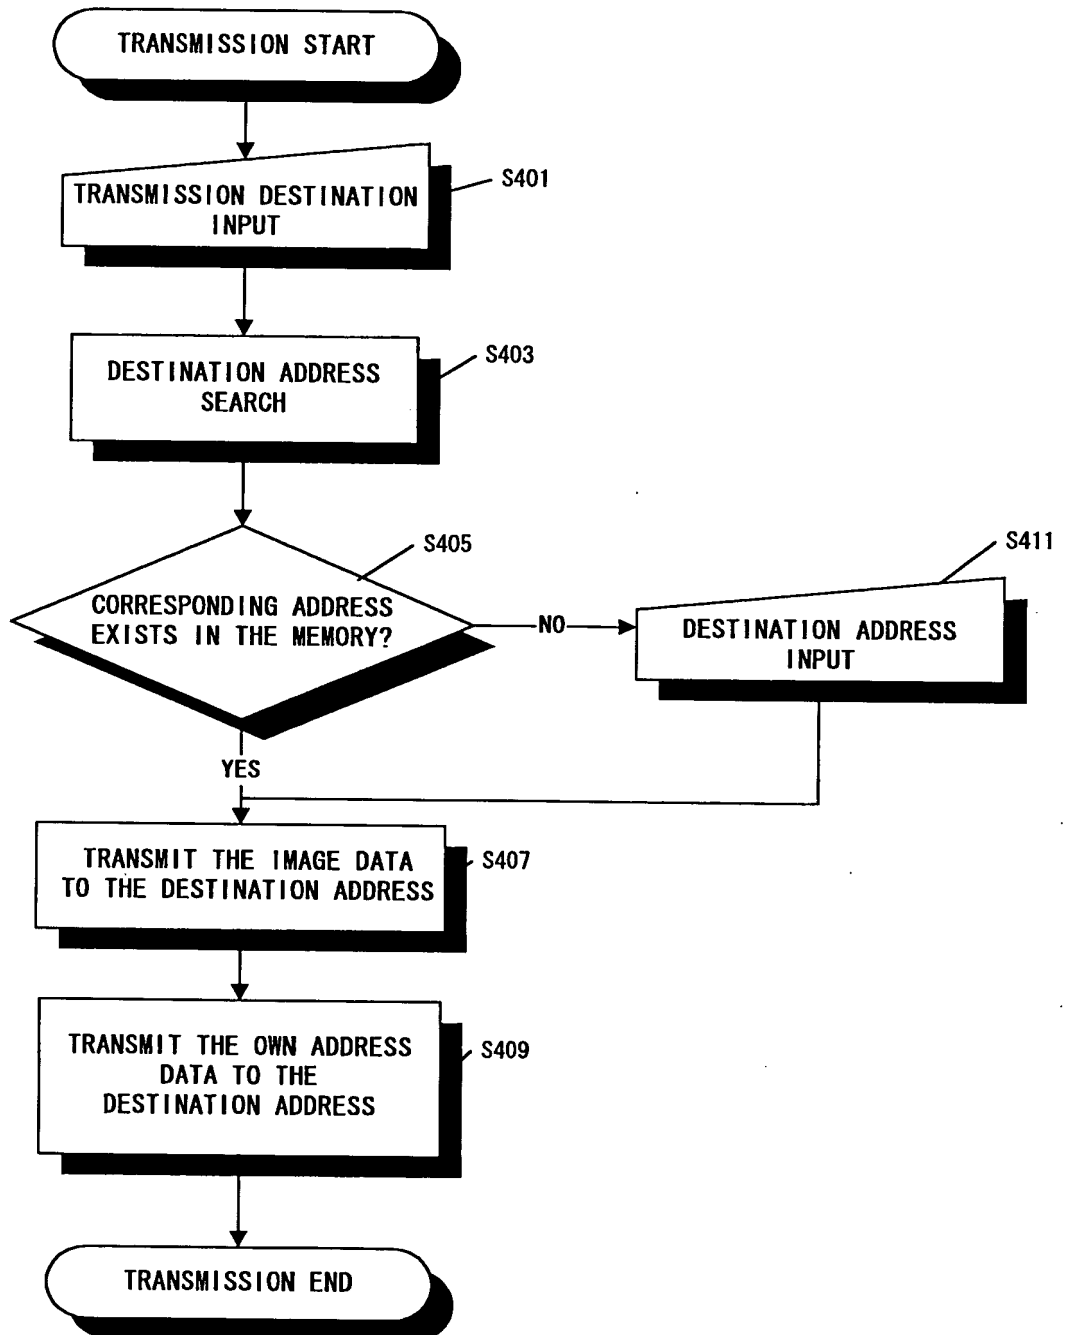 TRANSMISSION START
TRANSMISSION DESTINATION
INPUT
S401
DESTINATION ADDRESS
SEARCH
S403
CORRESPONDING ADDRESS
EXISTS IN THE MEMORY?
S405
NO
DESTINATION ADDRESS
INPUT
S411
YES
TRANSMIT THE IMAGE DATA
TO THE DESTINATION ADDRESS
S407
TRANSMIT THE OWN ADDRESS
DATA TO THE
DESTINATION ADDRESS
S409
TRANSMISSION END